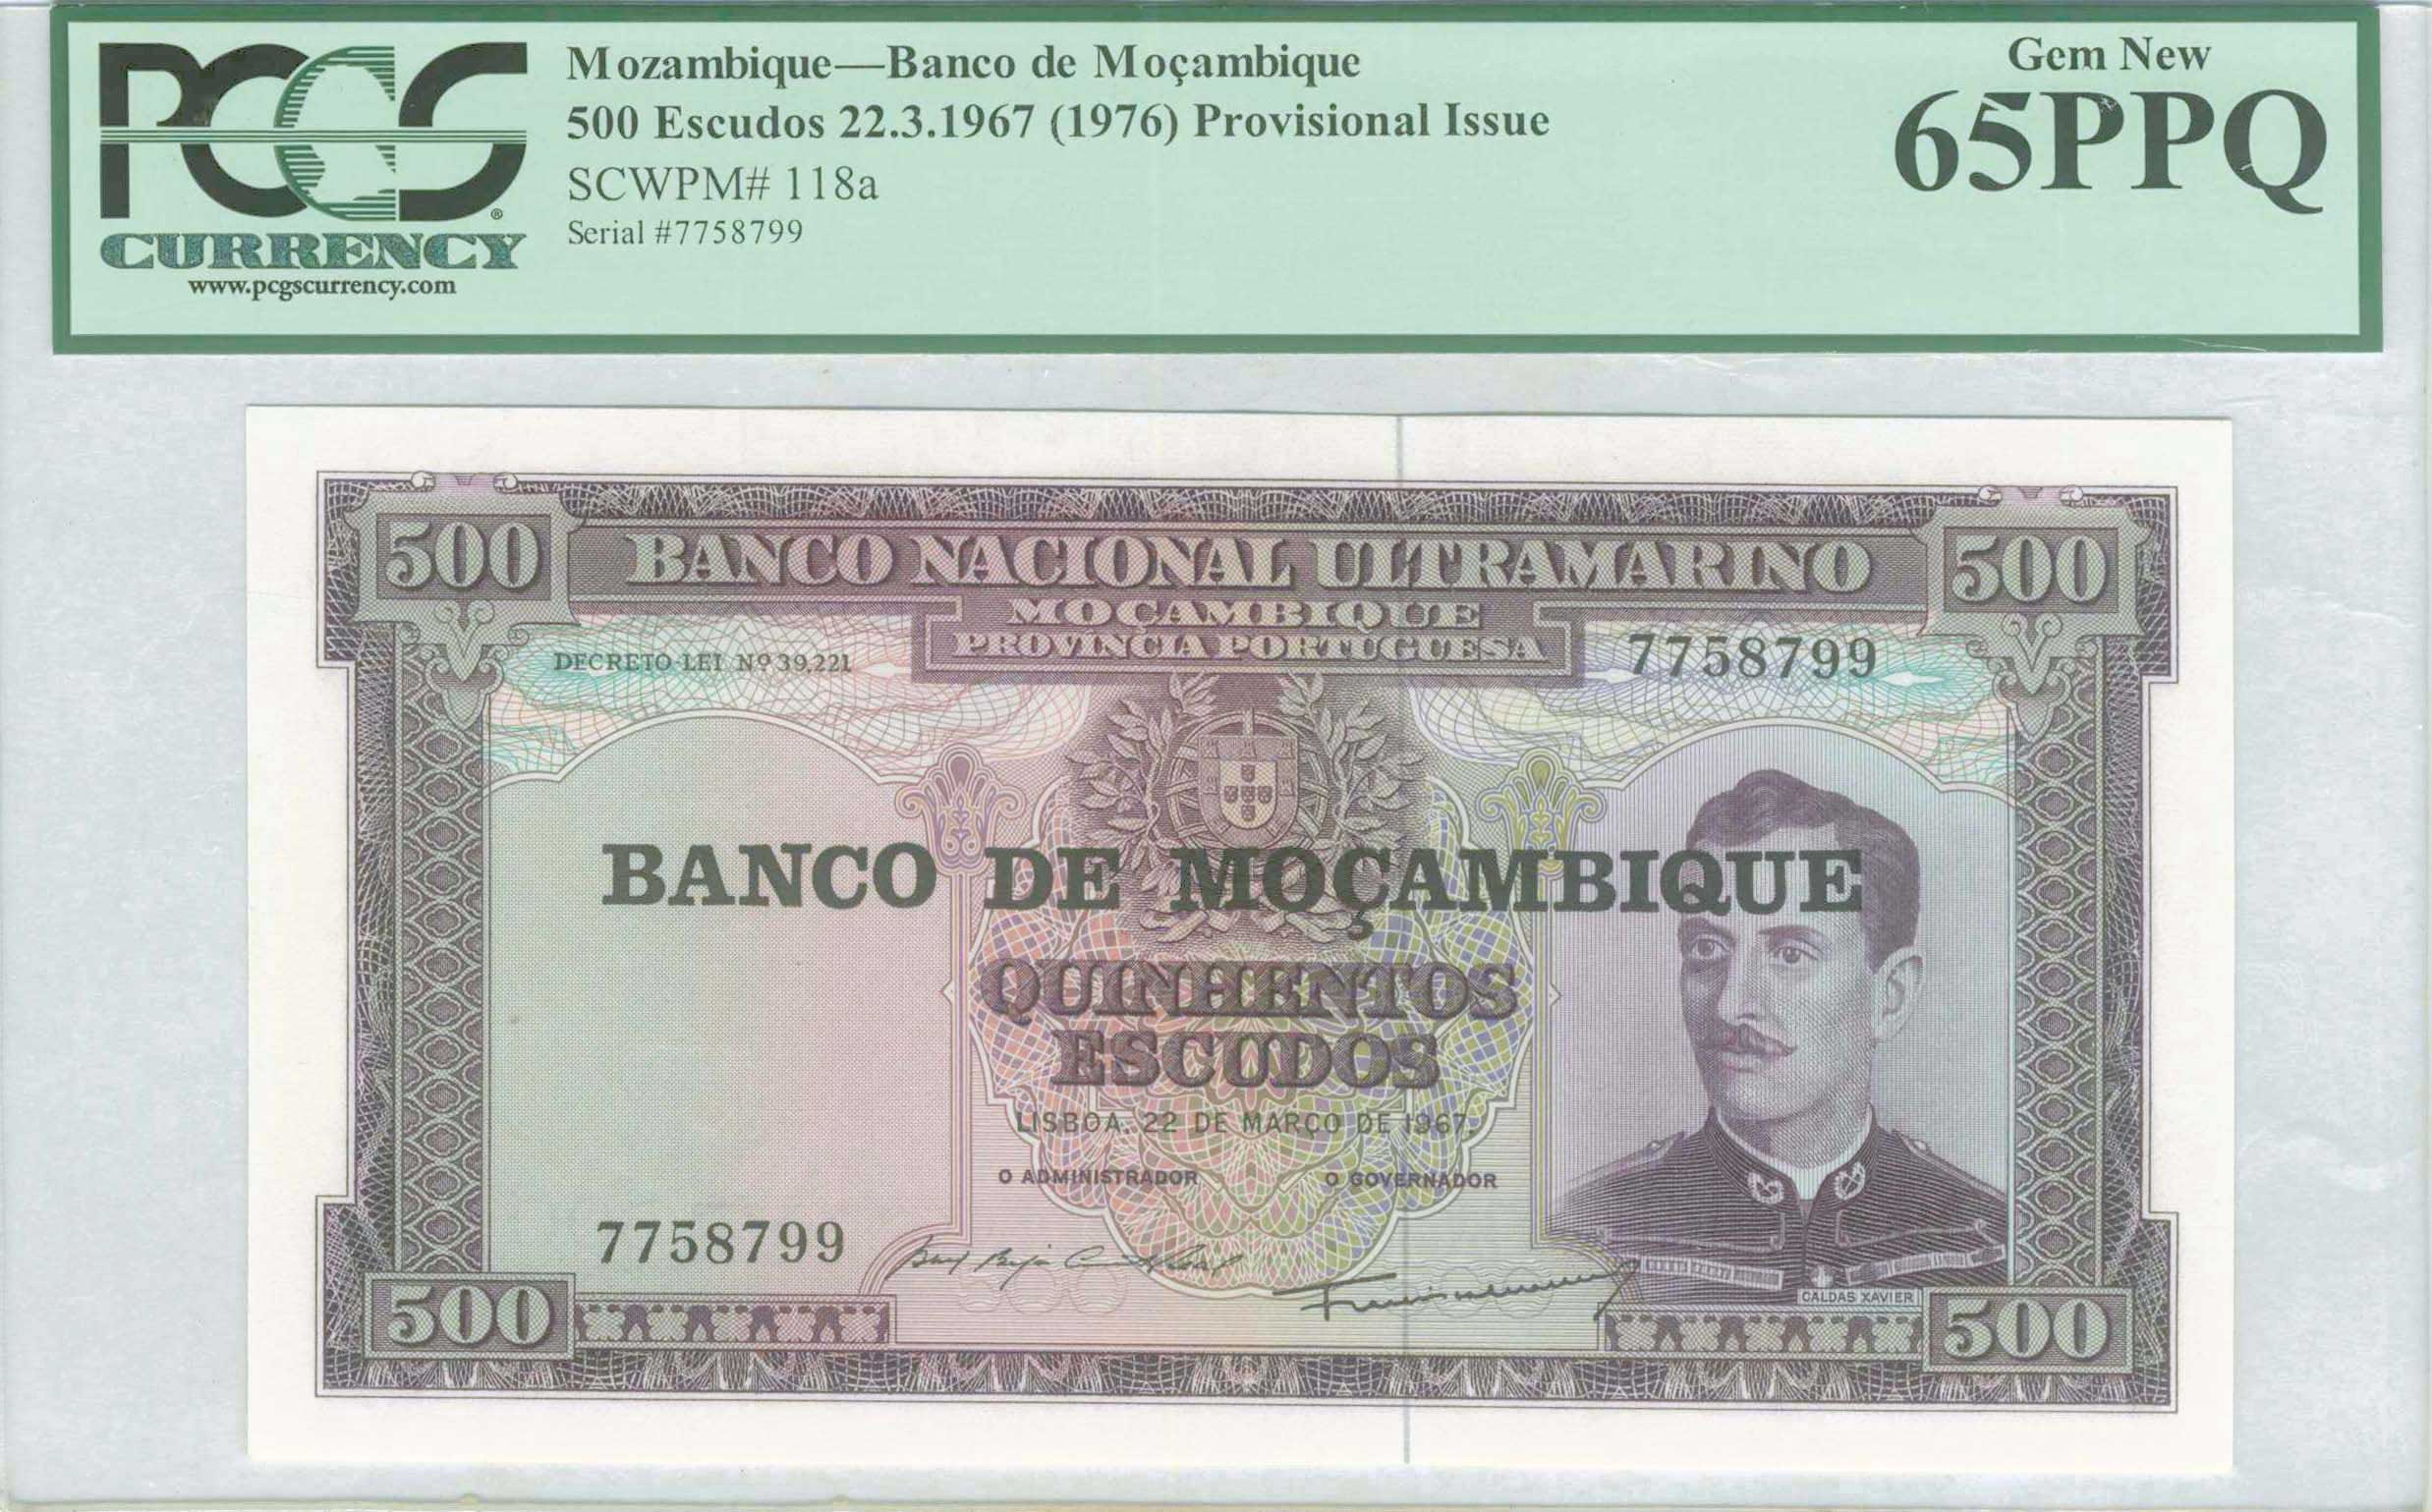 PCGS
CURRENCY
www.pcgscurrency.com
Mozambique—Banco de Moçambique
500 Escudos 22.3.1967 (1976) Provisional Issue
SCWPM# 118a
Serial #7758799
Gem New
65PPQ
500 BANCO NACIONAL ULTRAMARINO 500
MOÇAMBIQUE
PROVINCIA PORTUGUESA
DECRETO-LEI Nº 39.221
7758799
BANCO DE MOÇAMBIQUE
QUINHENTOS
ESCUDOS
LISBOA, 22 DE MARÇO DE 1967.
O ADMINISTRADOR O GOVERNADOR
7758799
CALDAS XAVIER
500 500